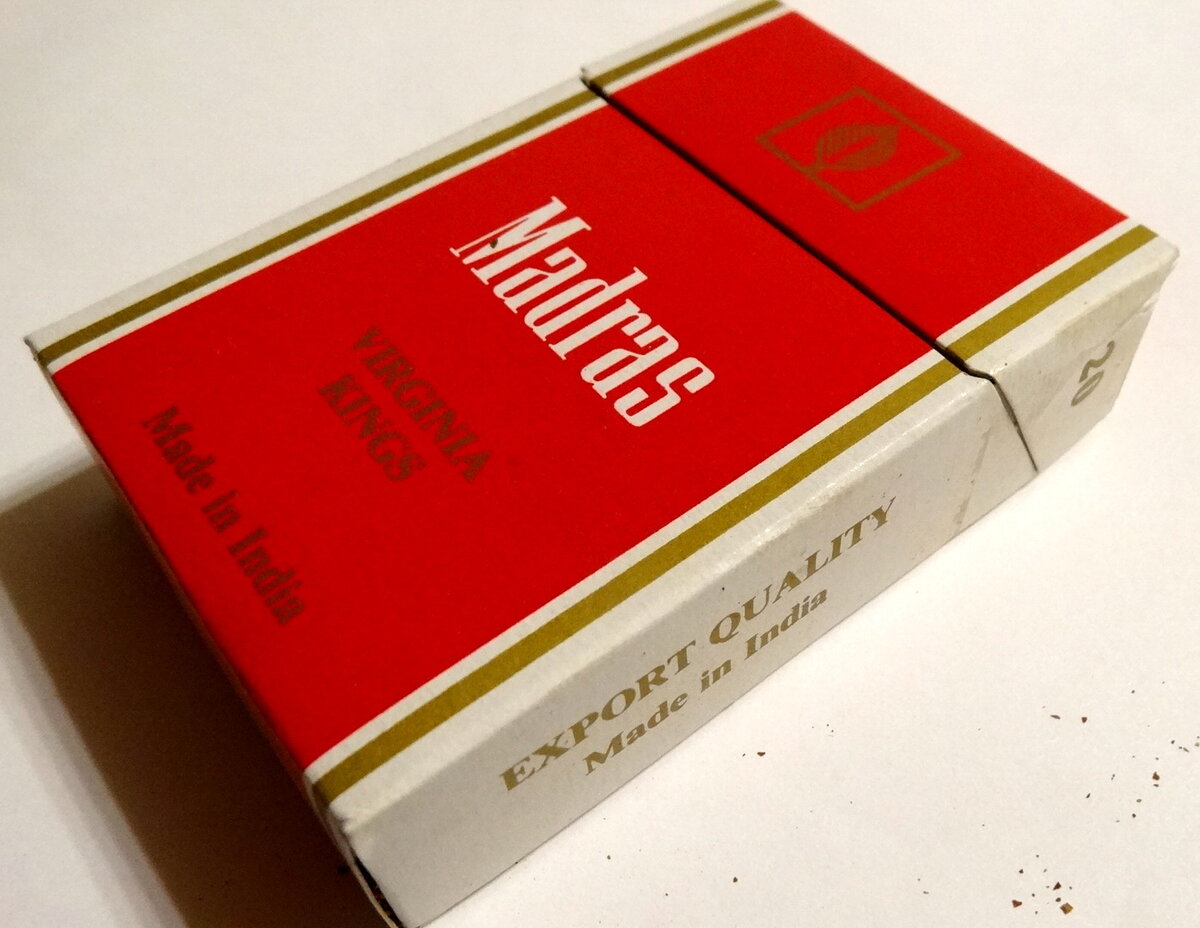 Madras
VIRGINIA
KINGS
Made in India
EXPORT QUALITY
Made in India
20